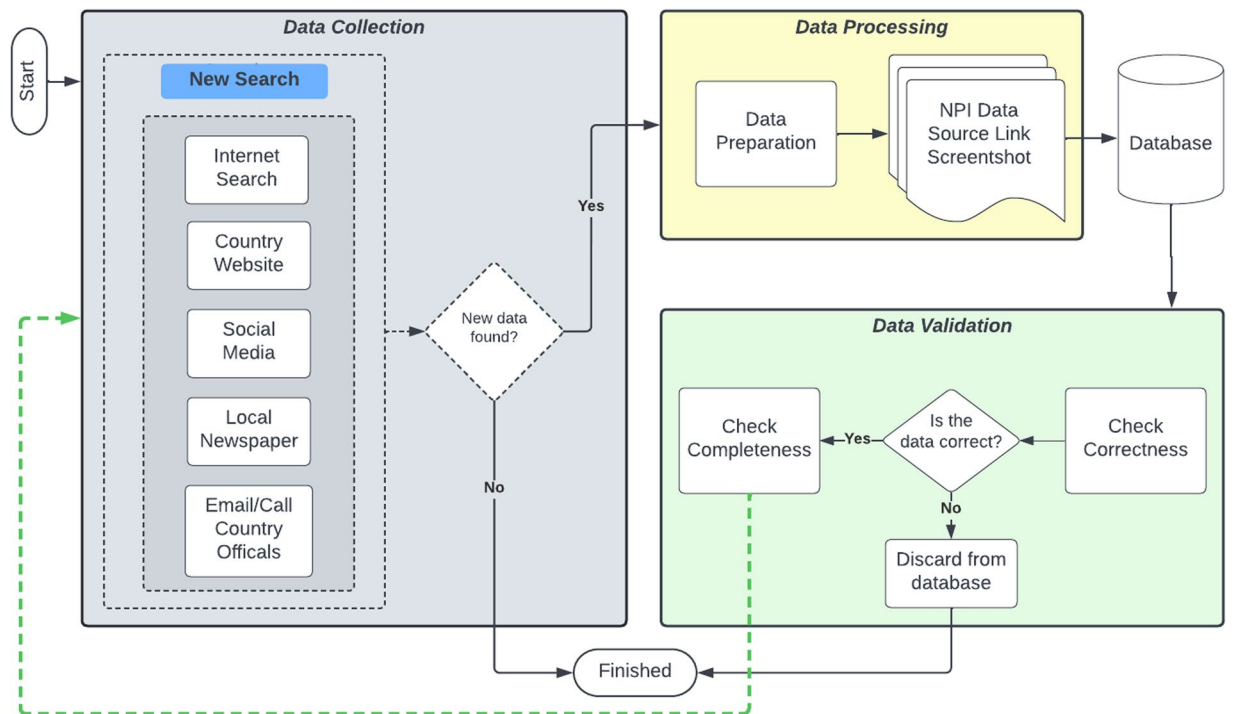 Start
Data Collection
New Search
Internet
Search
Country
Website
Social
Media
Local
Newspaper
Email/Call
Country
Officals
New data
found?
Yes
No
Data Processing
Data
Preparation
NPI Data
Source Link
Screentshot
Database
Data Validation
Check
Correctness
Is the
data correct?
Yes
Check
Completeness
No
Discard from
database
Finished